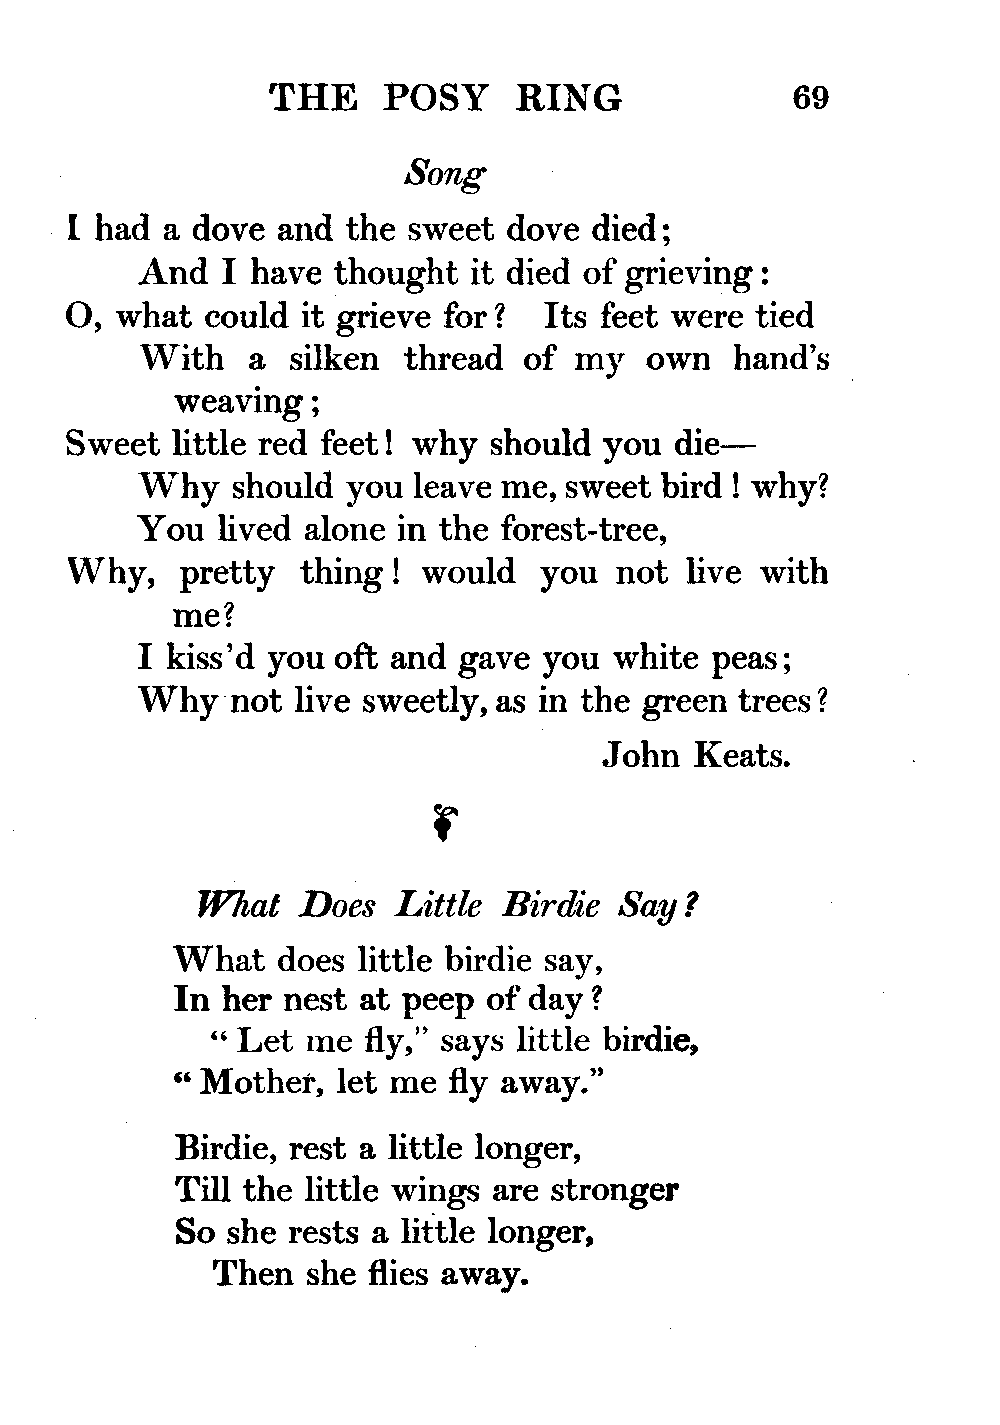 THE POSY RING 69
Song
I had a dove and the sweet dove died;
And I have thought it died of grieving:
O, what could it grieve for? Its feet were tied
With a silken thread of my own hand's
weaving;
Sweet little red feet! why should you die—
Why should you leave me, sweet bird! why?
You lived alone in the forest-tree,
Why, pretty thing! would you not live with
me?
I kiss'd you oft and gave you white peas;
Why not live sweetly, as in the green trees?
John Keats.
What Does Little Birdie Say?
What does little birdie say,
In her nest at peep of day?
"Let me fly," says little birdie,
"Mother, let me fly away."
Birdie, rest a little longer,
Till the little wings are stronger
So she rests a little longer,
Then she flies away.